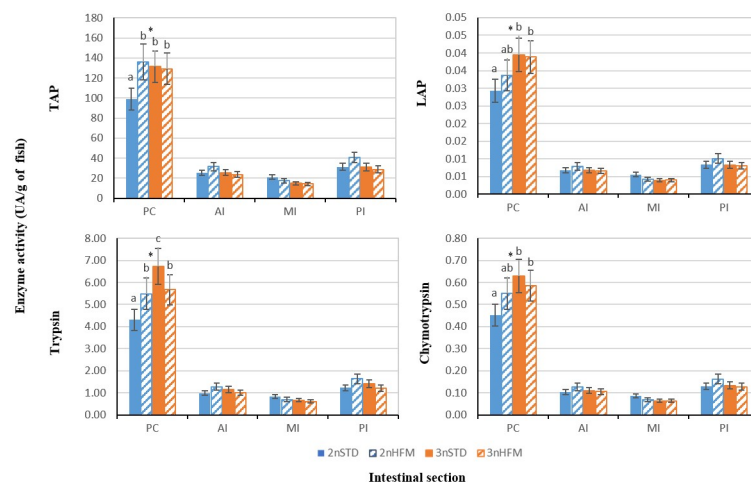 TAP
160
140
120
100
80
60
40
20
0
a
b
*
b
b
PC AI MI PI
LAP
0.05
0.04
0.04
0.03
0.03
0.02
0.02
0.01
0.01
0.00
a
ab
*
b
b
PC AI MI PI
Enzyme activity (UA/g of fish)
Trypsin
8.00
7.00
6.00
5.00
4.00
3.00
2.00
1.00
0.00
a
b
*
c
b
PC AI MI PI
Chymotrypsin
0.80
0.70
0.60
0.50
0.40
0.30
0.20
0.10
0.00
a
ab
*
b
b
PC AI MI PI
2nSTD 2nHFM 3nSTD 3nHFM
Intestinal section